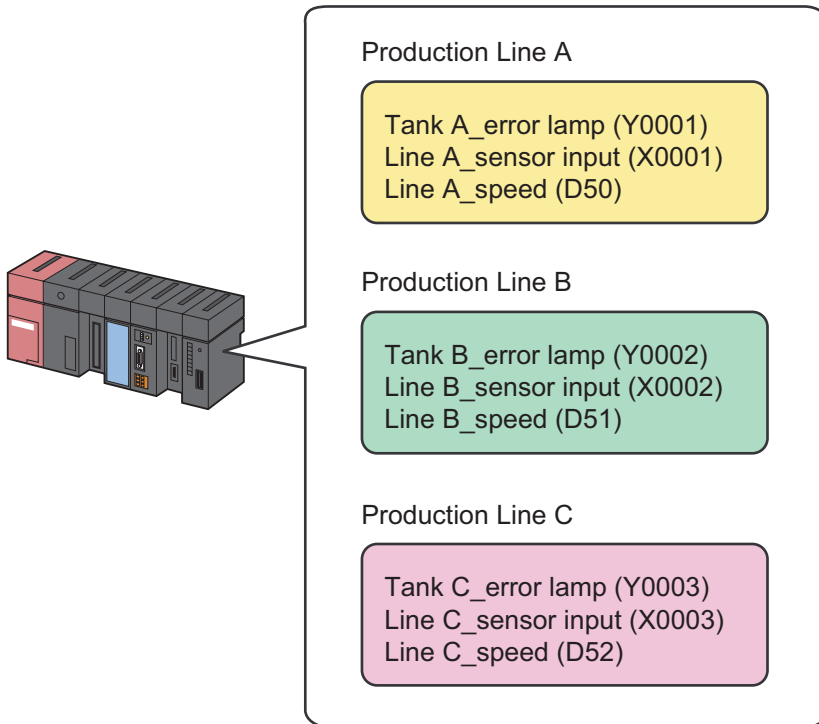 Production Line A
Tank A_error lamp (Y0001)
Line A_sensor input (X0001)
Line A_speed (D50)
Production Line B
Tank B_error lamp (Y0002)
Line B_sensor input (X0002)
Line B_speed (D51)
Production Line C
Tank C_error lamp (Y0003)
Line C_sensor input (X0003)
Line C_speed (D52)